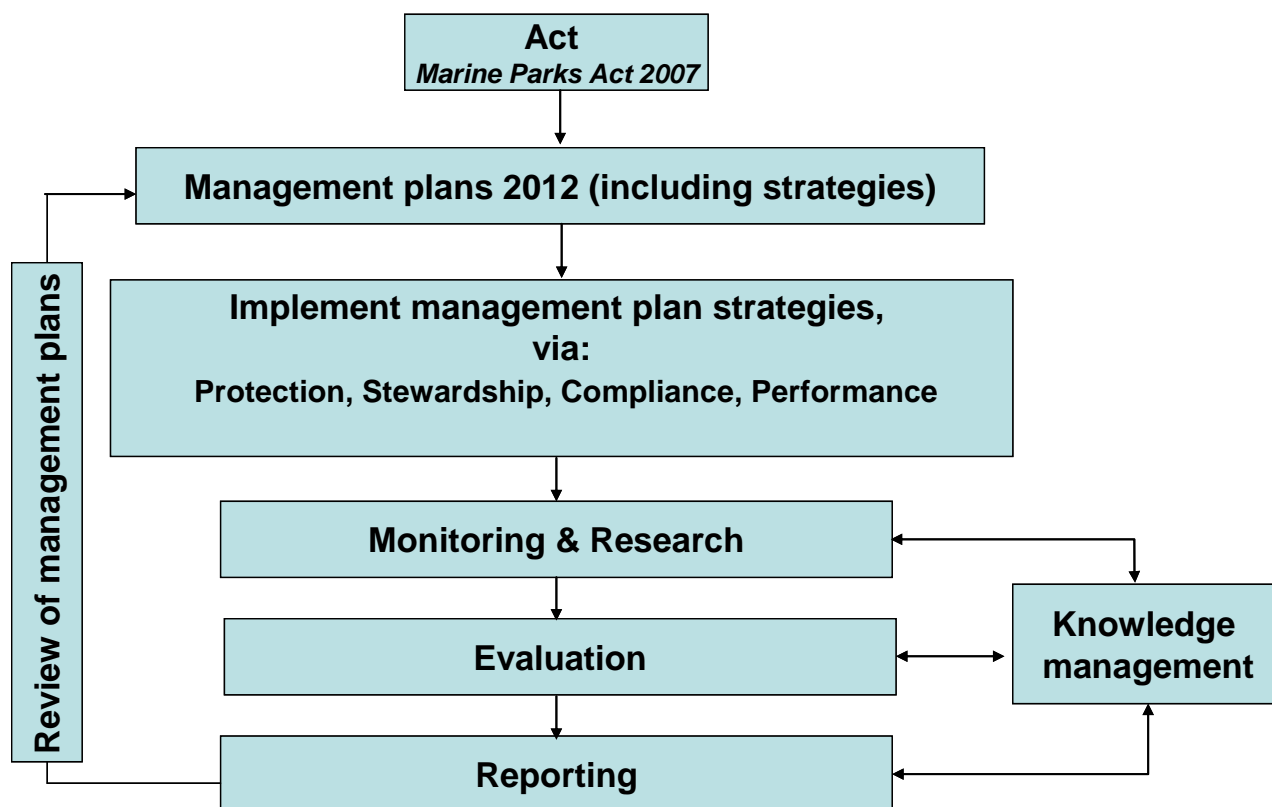 Act
Marine Parks Act 2007
Management plans 2012 (including strategies)
Implement management plan strategies,
via:
Protection, Stewardship, Compliance, Performance
Review of management plans
Monitoring & Research
Evaluation
Knowledge
management
Reporting